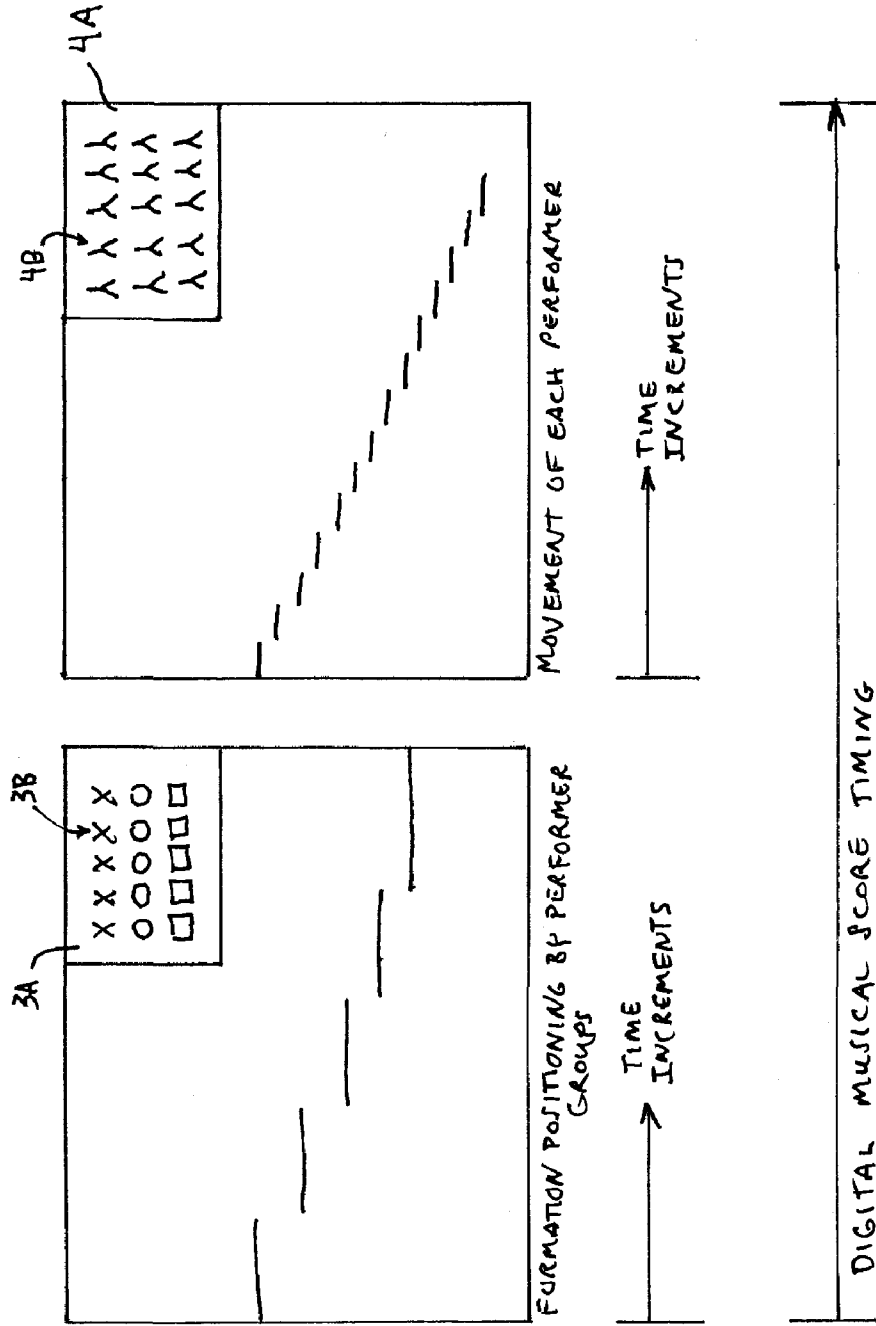 3A
3B
FORMATION POSITIONING BY PERFORMER
GROUPS
TIME
INCREMENTS
4B
4A
MOVEMENT OF EACH PERFORMER
TIME
INCREMENTS
DIGITAL MUSICAL SCORE TIMING